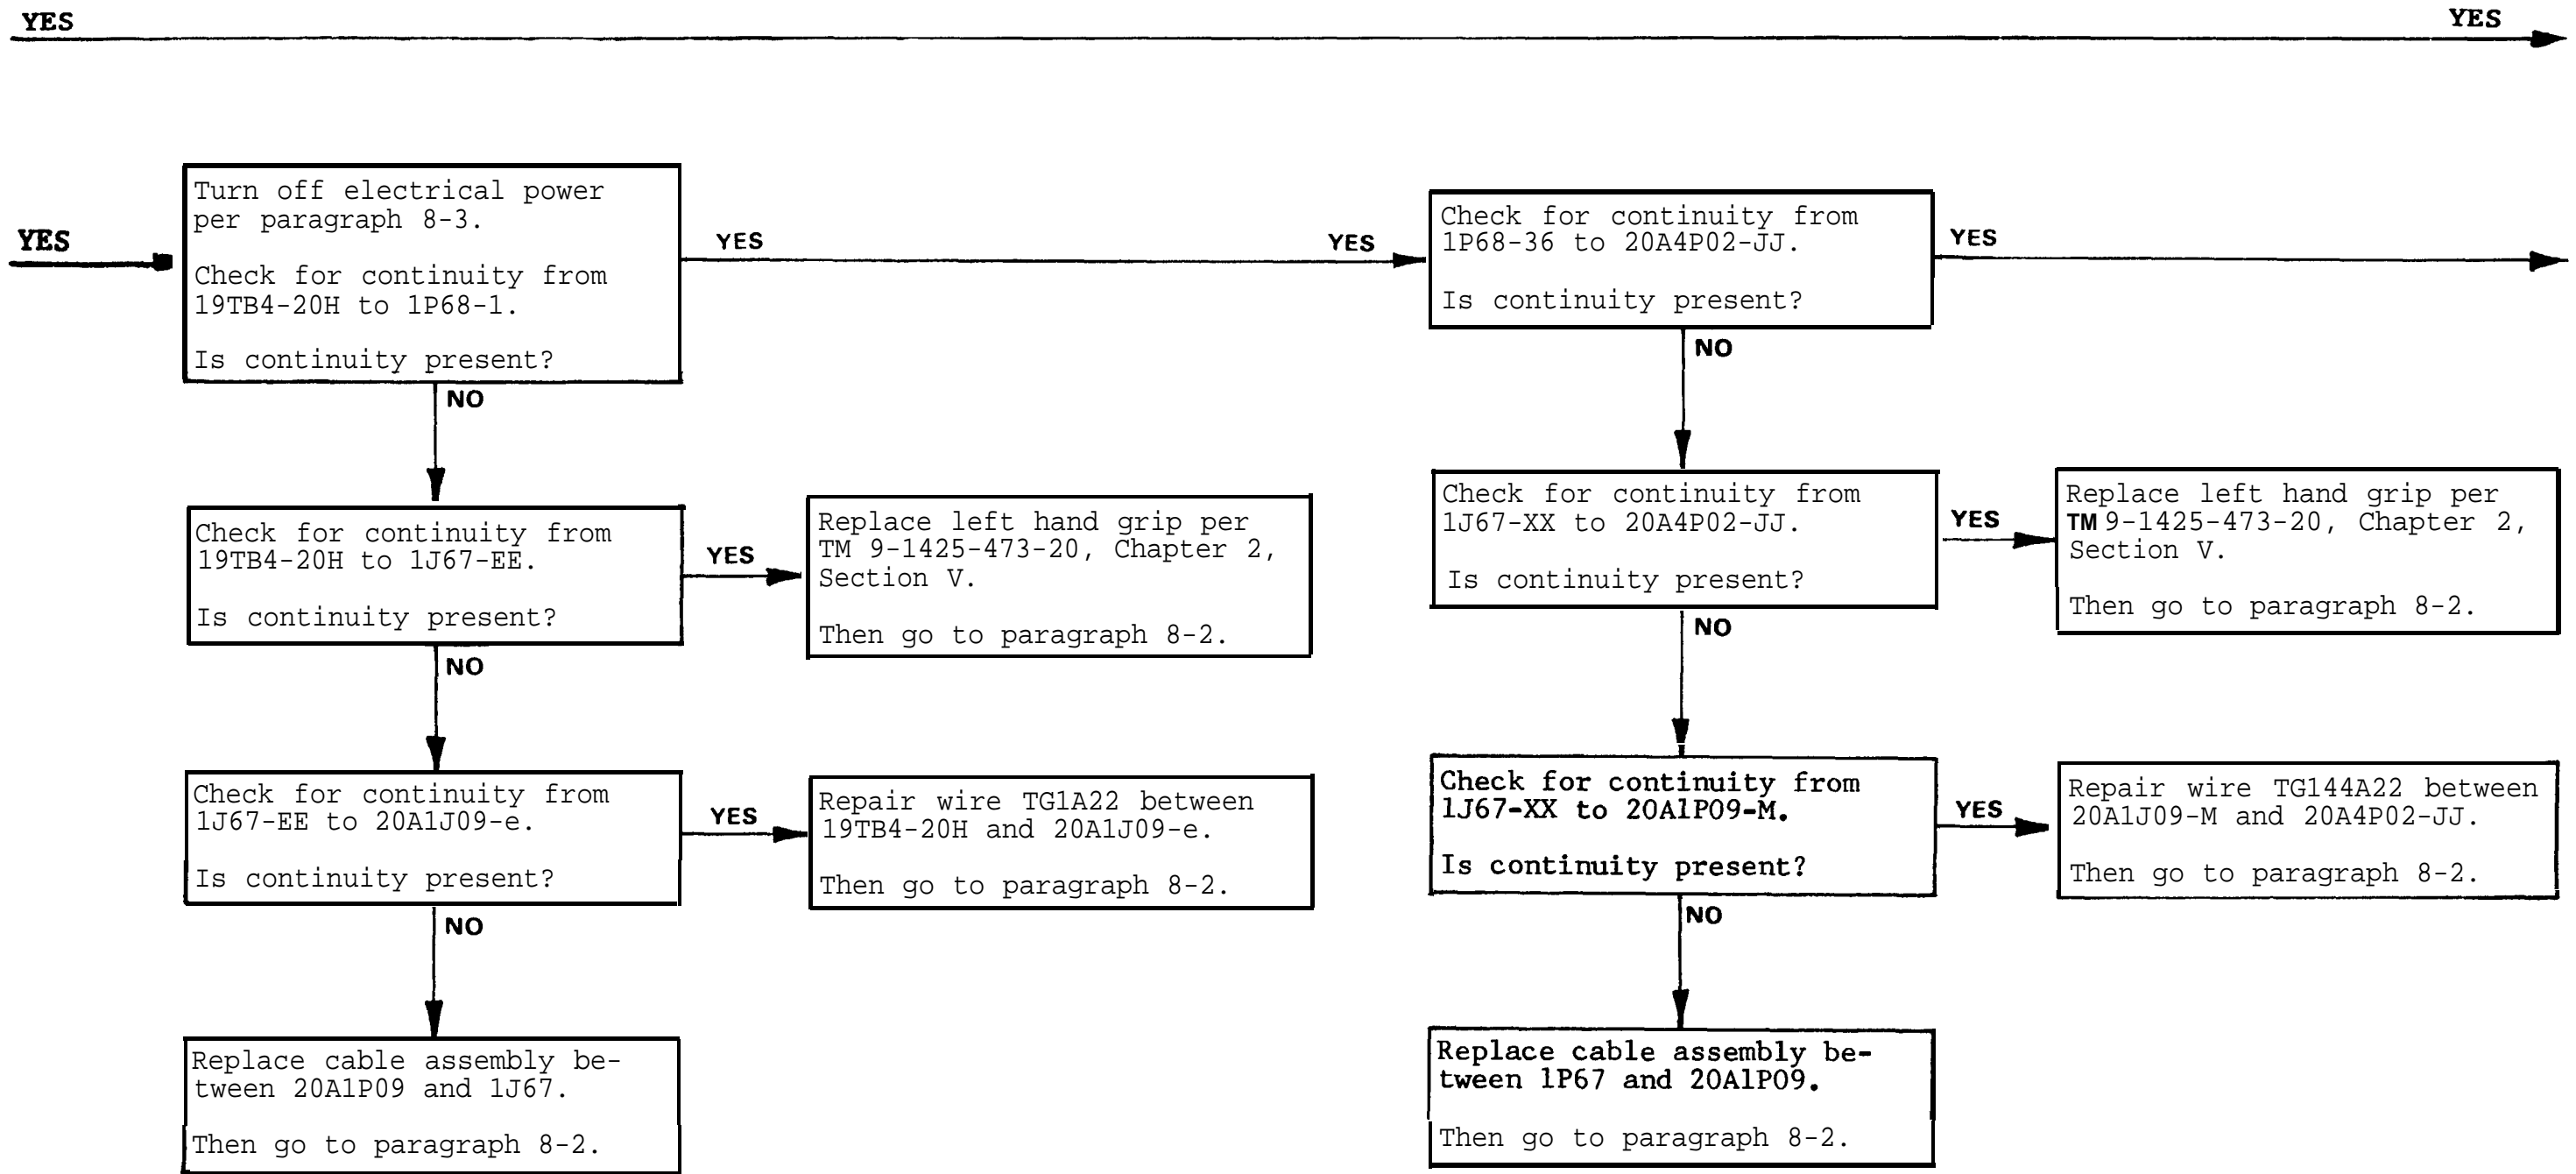 YES
YES
YES
Turn off electrical power
per paragraph 8-3.
Check for continuity from
19TB4-20H to 1P68-1.
Is continuity present?
YES
YES
Check for continuity from
1P68-36 to 20A4P02-JJ.
Is continuity present?
YES
NO
NO
Check for continuity from
19TB4-20H to 1J67-EE.
Is continuity present?
YES
Replace left hand grip per
TM 9-1425-473-20, Chapter 2,
Section V.
Then go to paragraph 8-2.
Check for continuity from
1J67-XX to 20A4P02-JJ.
Is continuity present?
YES
Replace left hand grip per
TM 9-1425-473-20, Chapter 2,
Section V.
Then go to paragraph 8-2.
NO
NO
Check for continuity from
1J67-EE to 20A1J09-e.
Is continuity present?
YES
Repair wire TG1A22 between
19TB4-20H and 20A1J09-e.
Then go to paragraph 8-2.
Check for continuity from
1J67-XX to 20A1P09-M.
Is continuity present?
YES
Repair wire TG144A22 between
20A1J09-M and 20A4P02-JJ.
Then go to paragraph 8-2.
NO
NO
Replace cable assembly be-
tween 20A1P09 and 1J67.
Then go to paragraph 8-2.
Replace cable assembly be-
tween 1P67 and 20A1P09.
Then go to paragraph 8-2.